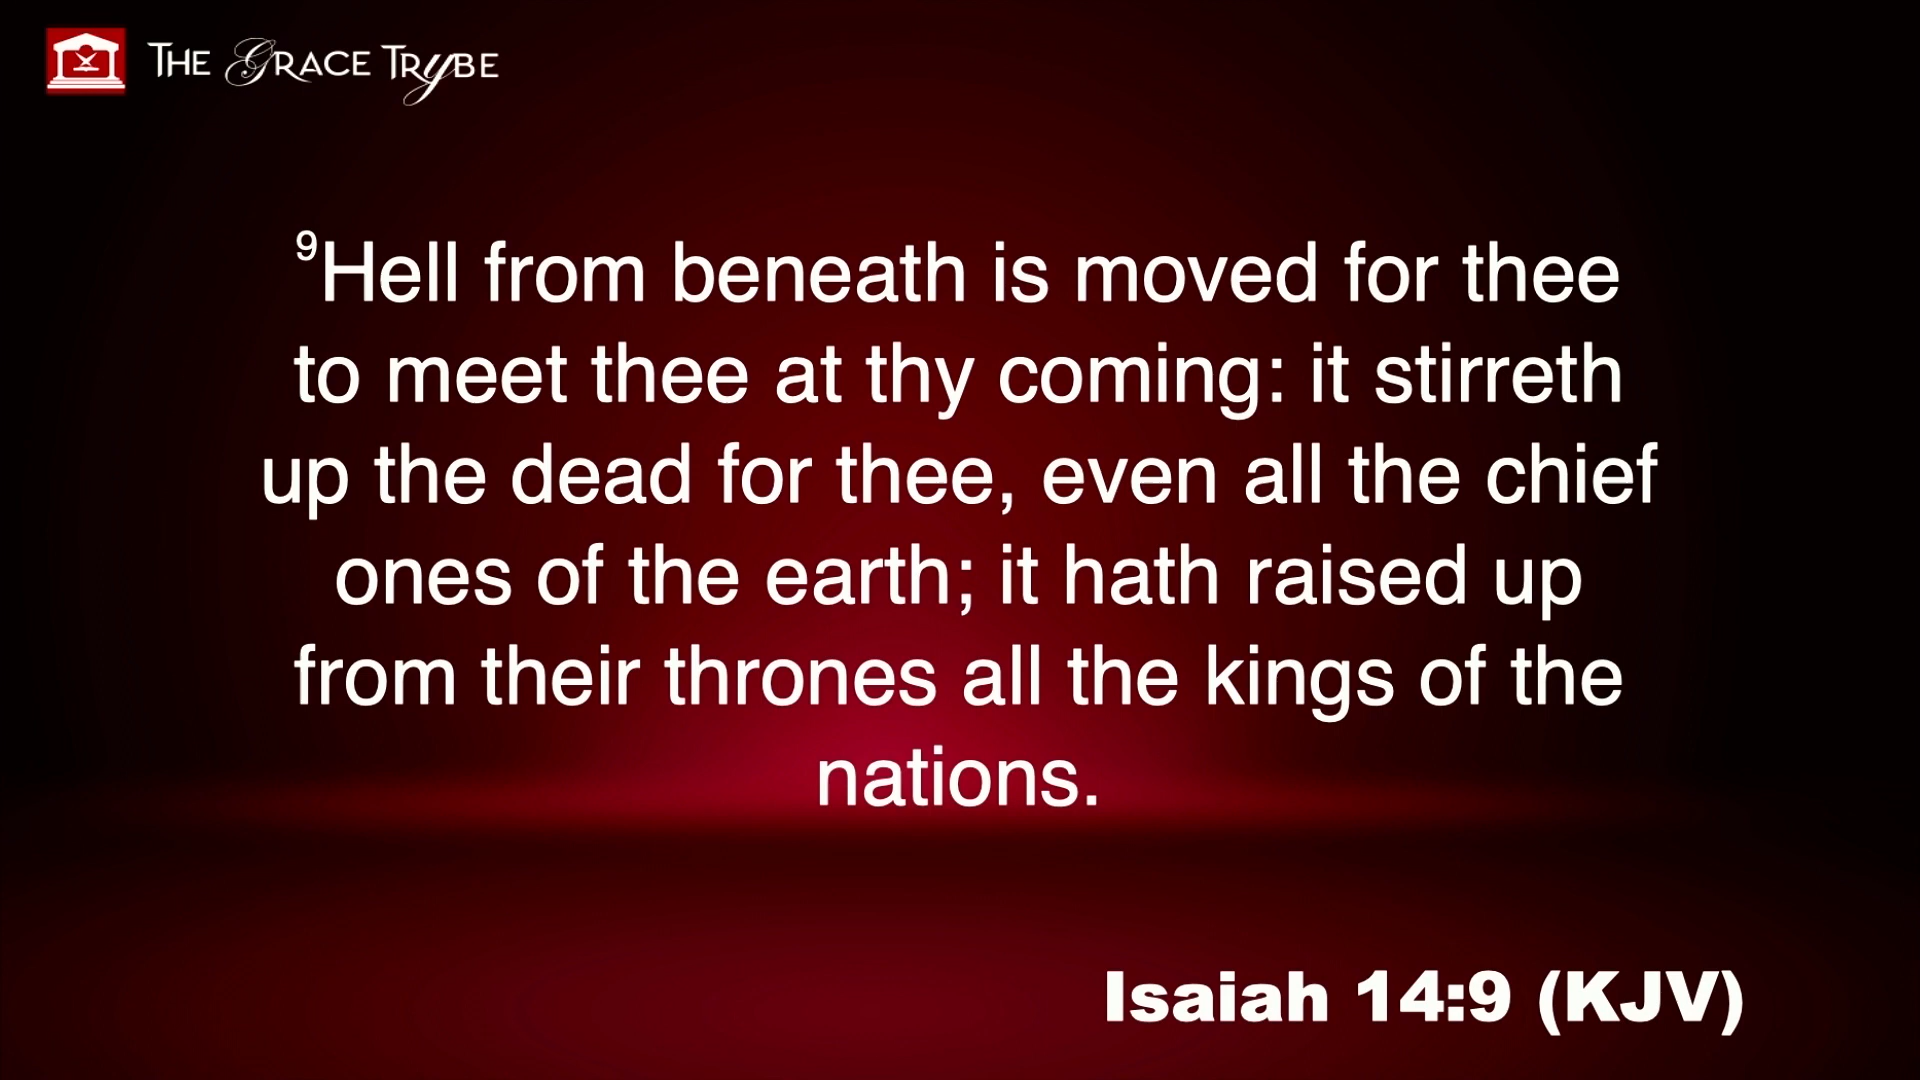 The Grace Trybe
9Hell from beneath is moved for thee
to meet thee at thy coming: it stirreth
up the dead for thee, even all the chief
ones of the earth; it hath raised up
from their thrones all the kings of the
nations.
Isaiah 14:9 (KJV)